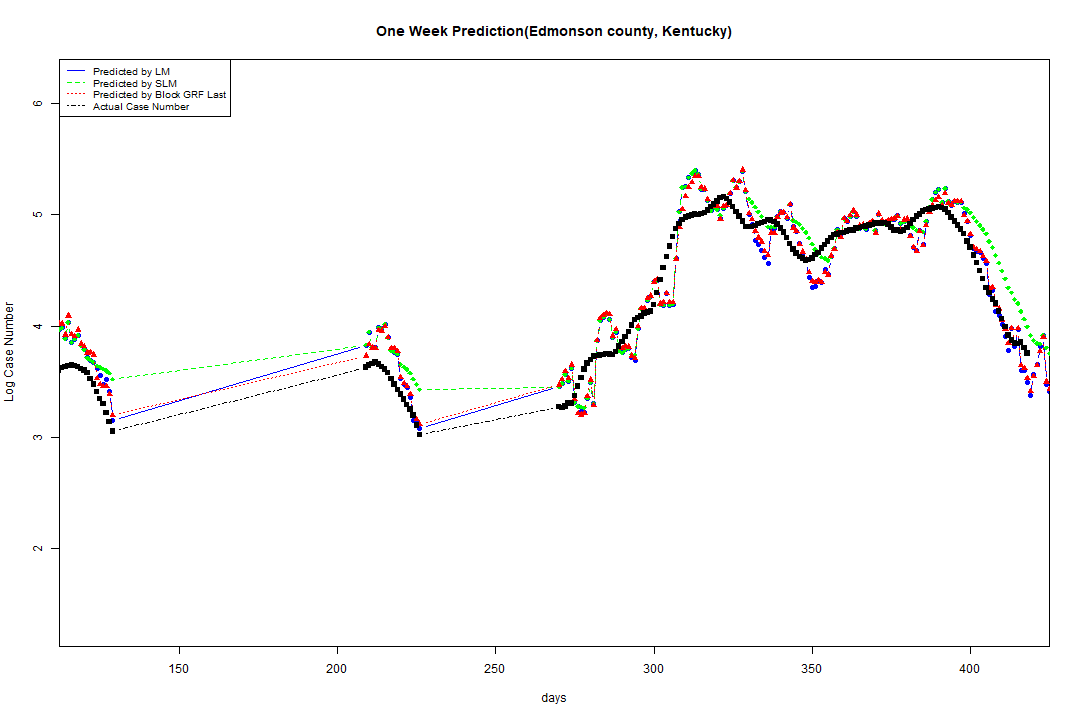 One Week Prediction(Edmonson county, Kentucky)
Predicted by LM
Predicted by SLM
Predicted by Block GRF Last
Actual Case Number
6
5
4
3
2
Log Case Number
150 200 250 300 350 400
days